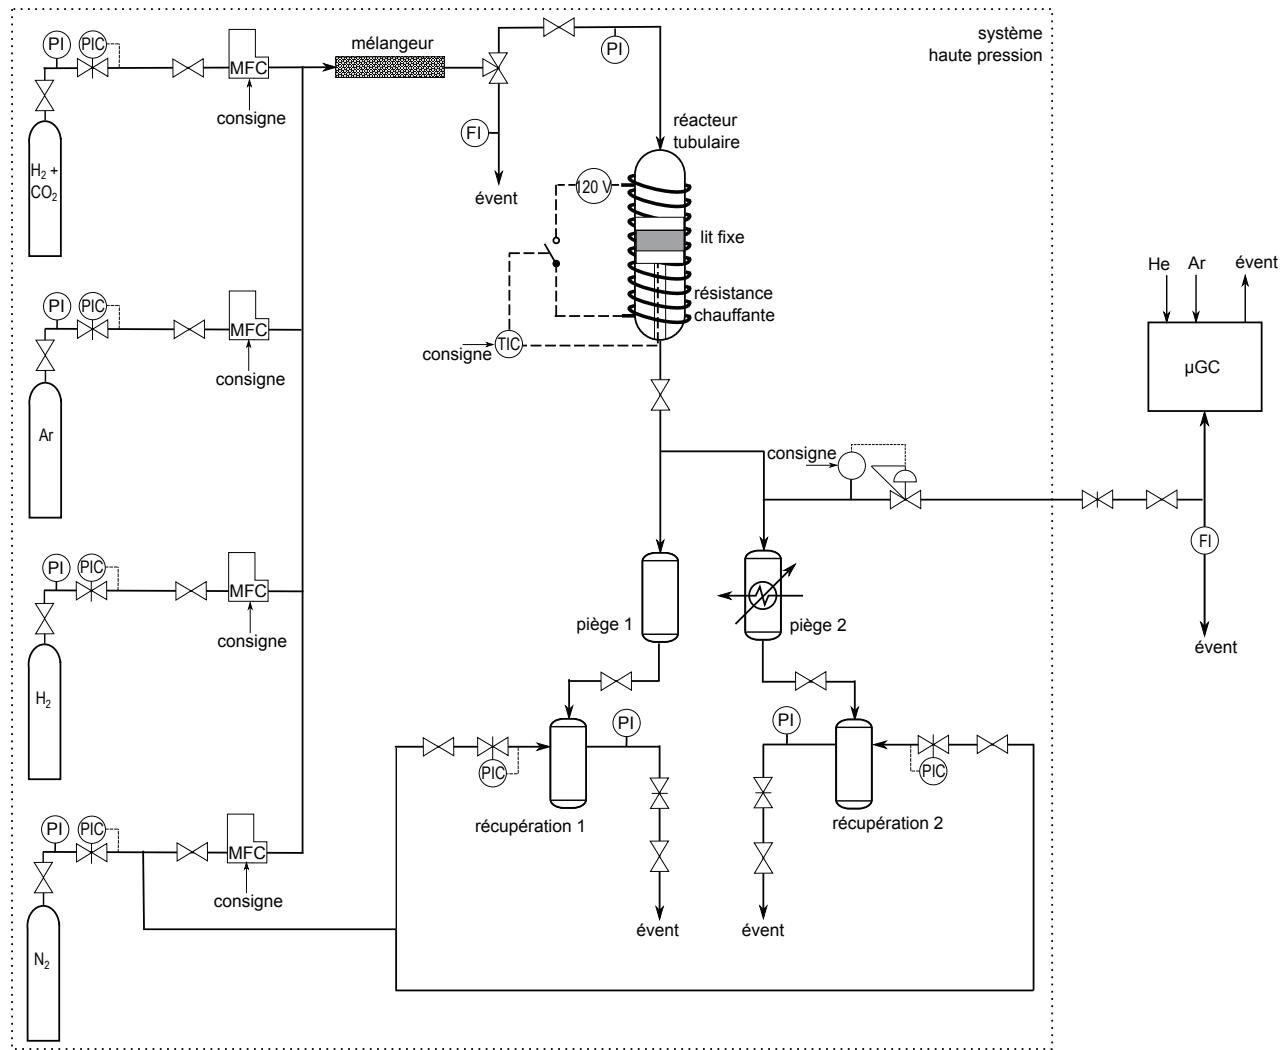 système
haute pression
PI
PIC
MFC
mélangeur
consigne
H2 +
CO2
PI
FI
évent
réacteur
tubulaire
120 V
lit fixe
résistance
chauffante
consigne
TIC
PI
PIC
MFC
consigne
Ar
He
Ar
évent
µGC
consigne
FI
évent
PI
PIC
MFC
consigne
H2
piège 1
piège 2
PI
PIC
récupération 1
évent
PI
PIC
récupération 2
évent
PI
PIC
MFC
consigne
N2